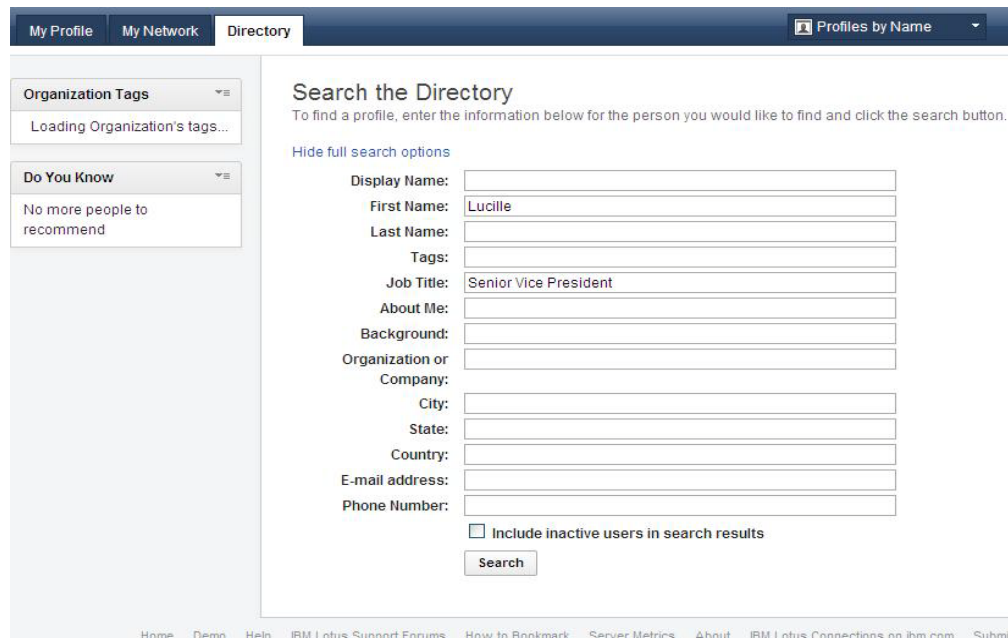 My Profile My Network Directory Profiles by Name
Organization Tags
Loading Organization's tags...
Do You Know
No more people to
recommend
Search the Directory
To find a profile, enter the information below for the person you would like to find and click the search button.
Hide full search options
Display Name:
First Name: Lucille
Last Name:
Tags:
Job Title: Senior Vice President
About Me:
Background:
Organization or
Company:
City:
State:
Country:
E-mail address:
Phone Number:
Include inactive users in search results
Search
Home Demo Help IBM Lotus Support Forums How to Bookmark Server Metrics About IBM Lotus Connections on ibm.com